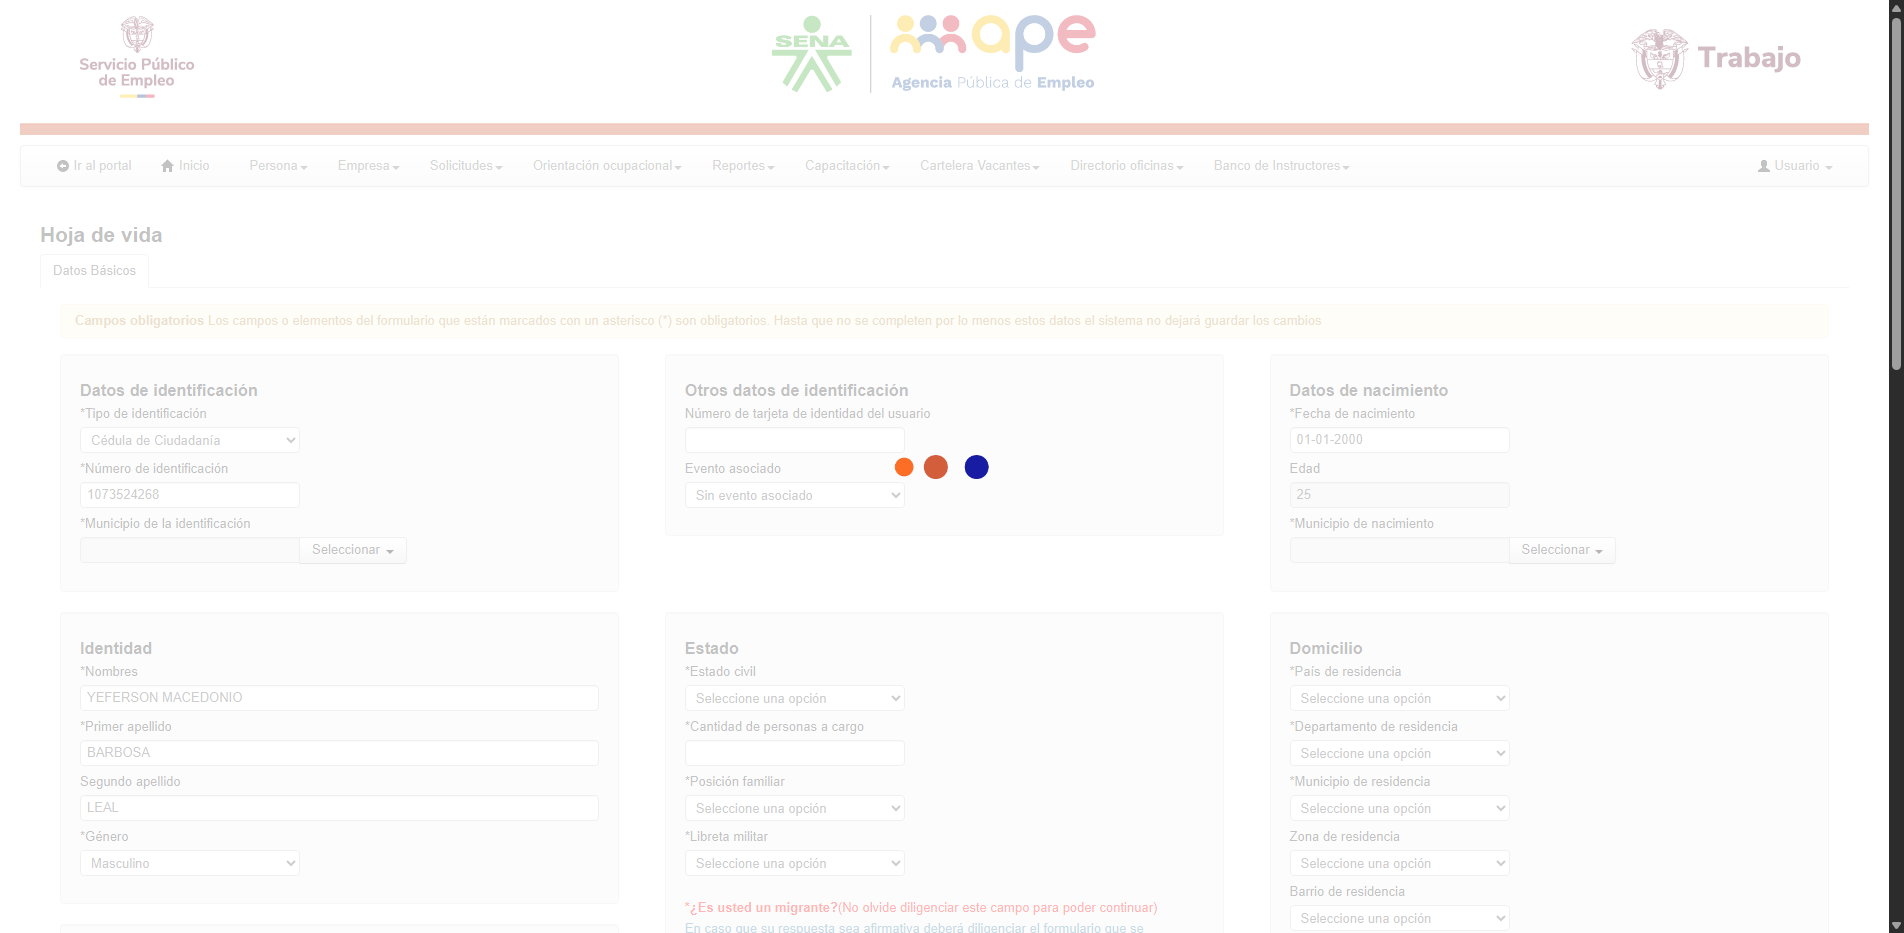 Servicio Público
de Empleo
SENA
ape
Agencia Pública de Empleo
Trabajo
Ir al portal Inicio Persona Empresa Solicitudes Orientación ocupacional Reportes Capacitación Cartelera Vacantes Directorio oficinas Banco de Instructores Usuario
Hoja de vida
Datos Básicos
Campos obligatorios Los campos o elementos del formulario que están marcados con un asterisco (*) son obligatorios. Hasta que no se completen por lo menos estos datos el sistema no dejará guardar los cambios
Datos de identificación
*Tipo de identificación
Cédula de Ciudadanía
*Número de identificación
1073524268
*Municipio de la identificación
Seleccionar
Otros datos de identificación
Número de tarjeta de identidad del usuario
Evento asociado
Sin evento asociado
Datos de nacimiento
*Fecha de nacimiento
01-01-2000
Edad
25
*Municipio de nacimiento
Seleccionar
Identidad
*Nombres
YEFERSON MACEDONIO
*Primer apellido
BARBOSA
Segundo apellido
LEAL
*Género
Masculino
Estado
*Estado civil
Seleccione una opción
*Cantidad de personas a cargo
*Posición familiar
Seleccione una opción
*Libreta militar
Seleccione una opción
*¿Es usted un migrante?(No olvide diligenciar este campo para poder continuar)
En caso que su respuesta sea afirmativa deberá diligenciar el formulario que se
Domicilio
*País de residencia
Seleccione una opción
*Departamento de residencia
Seleccione una opción
*Municipio de residencia
Seleccione una opción
Zona de residencia
Seleccione una opción
Barrio de residencia
Seleccione una opción